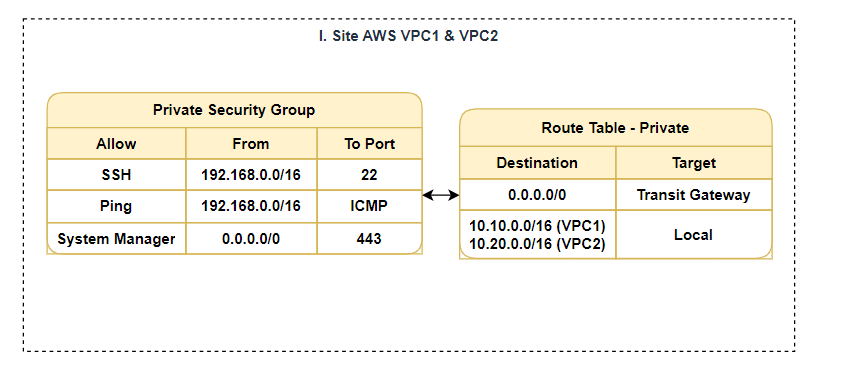 I. Site AWS VPC1 & VPC2
Private Security Group
Allow From To Port
SSH 192.168.0.0/16 22
Ping 192.168.0.0/16 ICMP
System Manager 0.0.0.0/0 443
Route Table - Private
Destination Target
0.0.0.0/0 Transit Gateway
10.10.0.0/16 (VPC1)
10.20.0.0/16 (VPC2)
Local